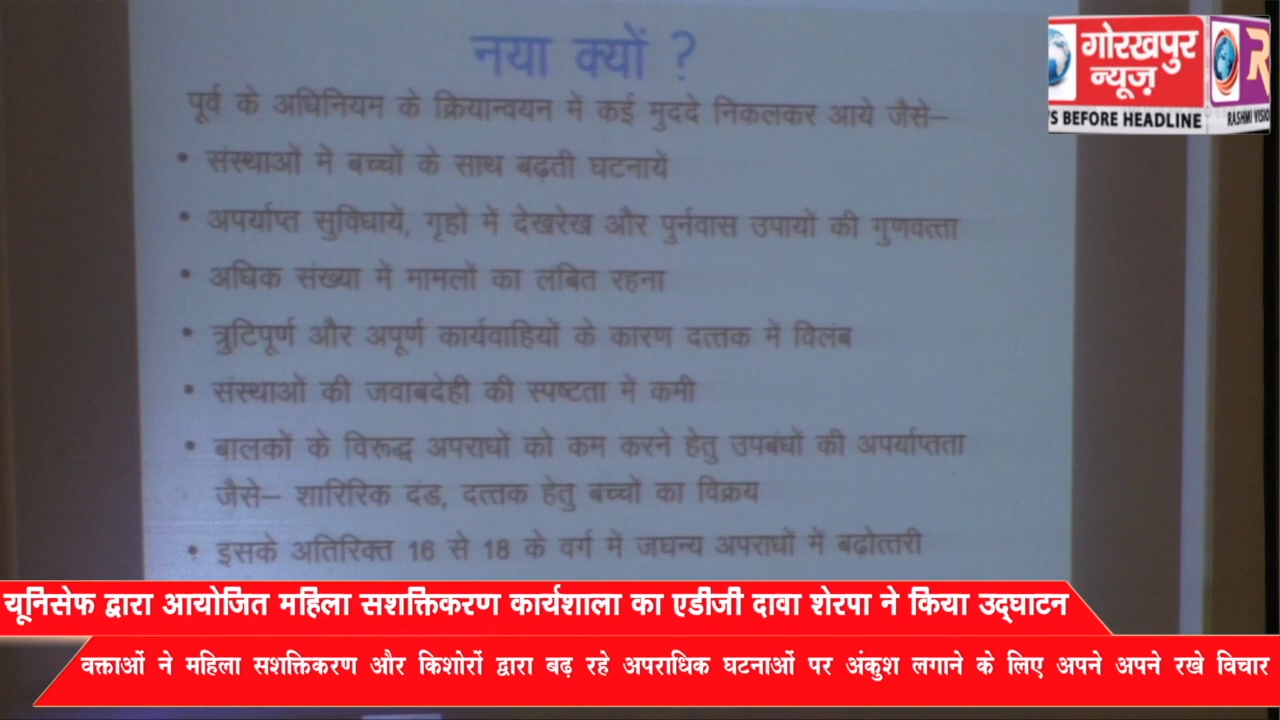 नया क्यों ?
पूर्व के अधिनियम के क्रियान्वयन में कई मुददे निकलकर आये जैसे–
• संस्थाओं में बच्चों के साथ बढ़ती घटनायें
• अपर्याप्त सुविधायें, गृहों में देखरेख और पुर्नवास उपायों की गुणवत्ता
• अधिक संख्या में मामलों का लंबित रहना
• त्रुटिपूर्ण और अपूर्ण कार्यवाहियों के कारण दत्तक में विलंब
• संस्थाओं की जवाबदेही की स्पष्टता में कमी
• बालकों के विरूद्ध अपराधों को कम करने हेतु उपबंधों की अपर्याप्तता
जैसे– शारिरिक दंड, दत्तक हेतु बच्चों का विक्रय
• इसके अतिरिक्त 16 से 18 के वर्ग में जघन्य अपराधों में बढोत्तरी
गोरखपुर
न्यूज़
'S BEFORE HEADLINE
R
RASHMI VISIO
यूनिसेफ द्वारा आयोजित महिला सशक्तिकरण कार्यशाला का एडीजी दावा शेरपा ने किया उद्घाटन
वक्ताओं ने महिला सशक्तिकरण और किशोरों द्वारा बढ़ रहे अपराधिक घटनाओं पर अंकुश लगाने के लिए अपने अपने रखे विचार